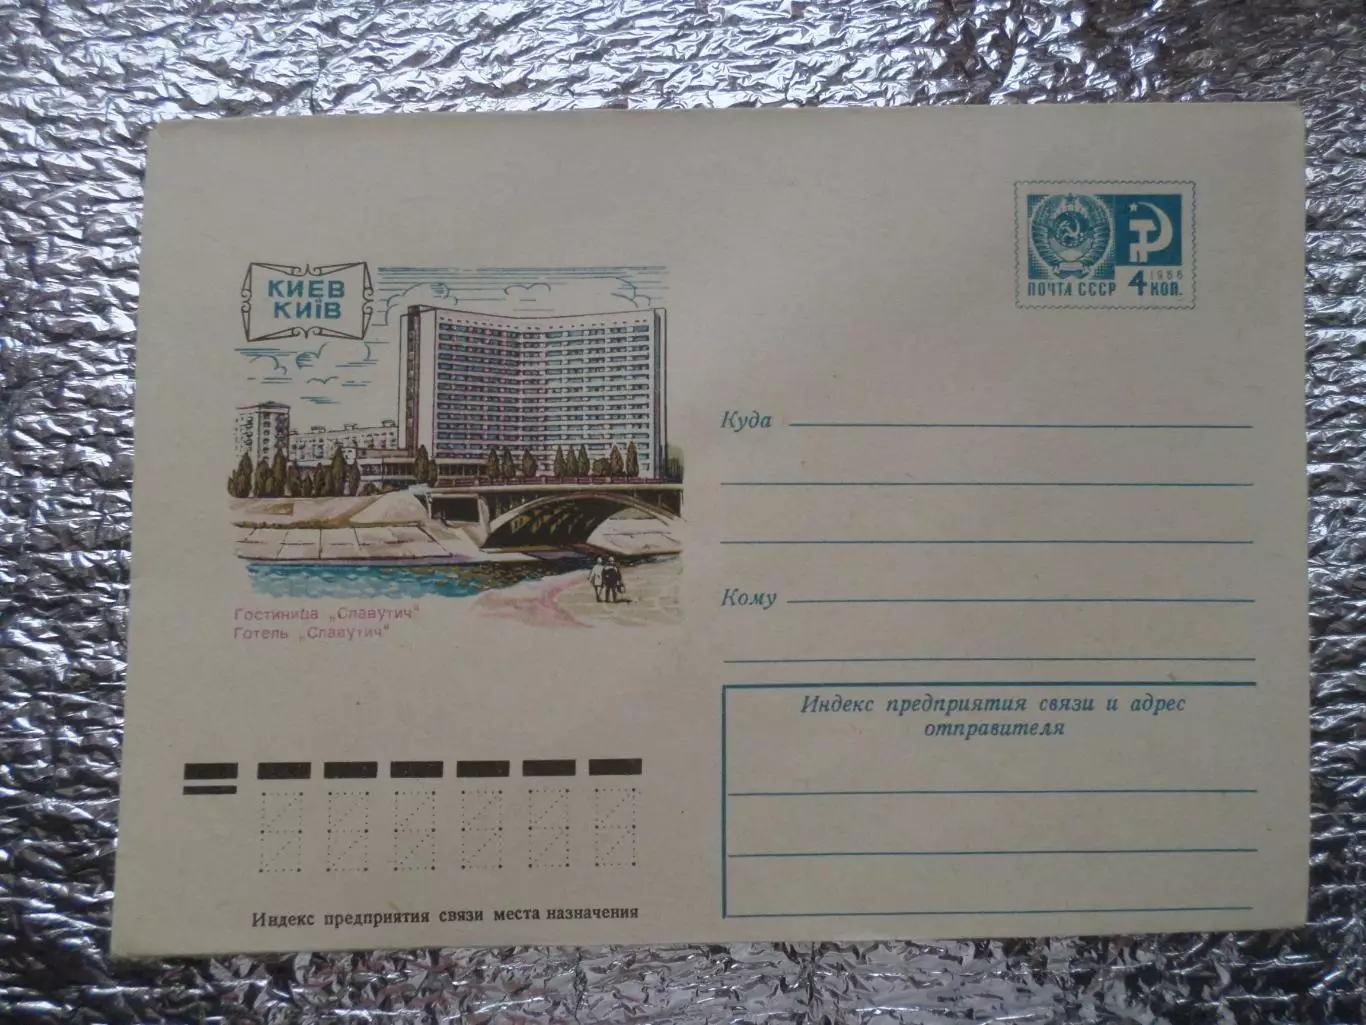 КИЕВ
КИЇВ
1966
ПОЧТА СССР 4 КОП.
Гостиница „Славутич“
Готель „Славутич“
Куда
Кому
Индекс предприятия связи и адрес
отправителя
Индекс предприятия связи места назначения